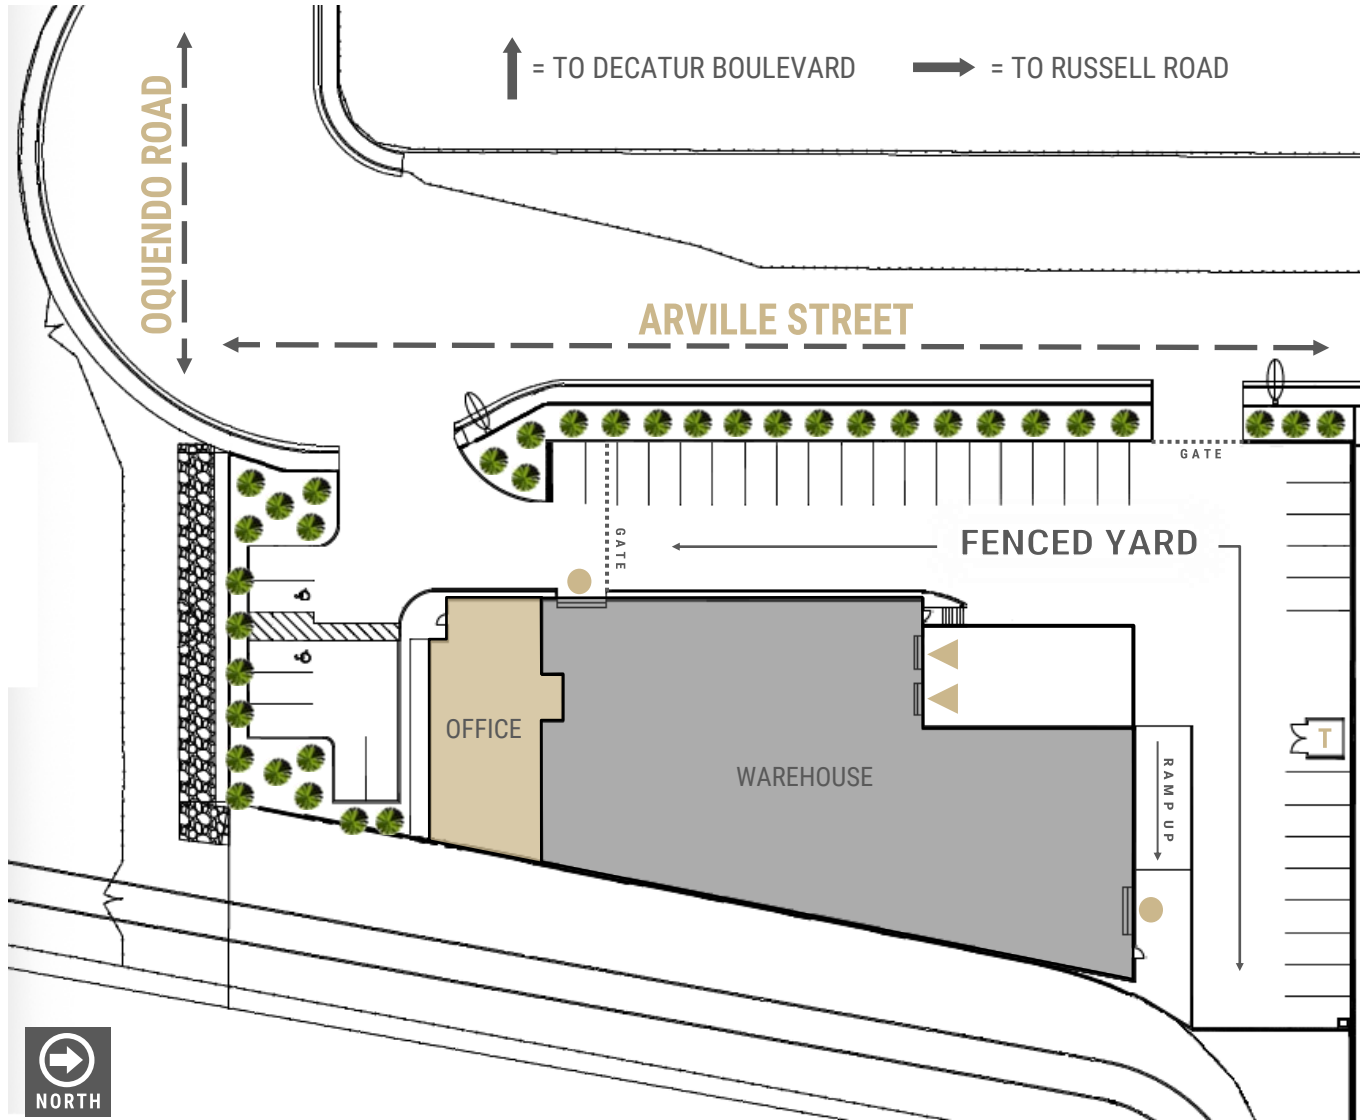 = TO DECATUR BOULEVARD
= TO RUSSELL ROAD
OQUENDO ROAD
ARVILLE STREET
GATE
GATE
FENCED YARD
OFFICE
WAREHOUSE
T
RAMP UP
NORTH